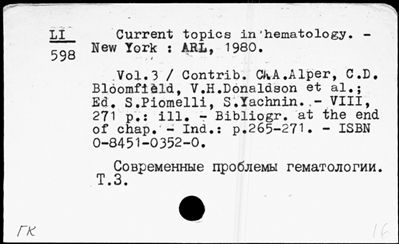 LI Current topics in hematology. -
598 New York : ARL, 1980.
Vol.3 / Contrib. C.A.Alper, C.D.
Bloomfield, V.H.Donaldson et al.;
Ed. S.Piomelli, S.Yachnin. - VIII,
271 p.: ill. - Bibliogr. at the end
of chap. - Ind.: p.265-271. - ISBN
0-8451-0352-0.
Современные проблемы гематологии.
Т.3.
ГК 16